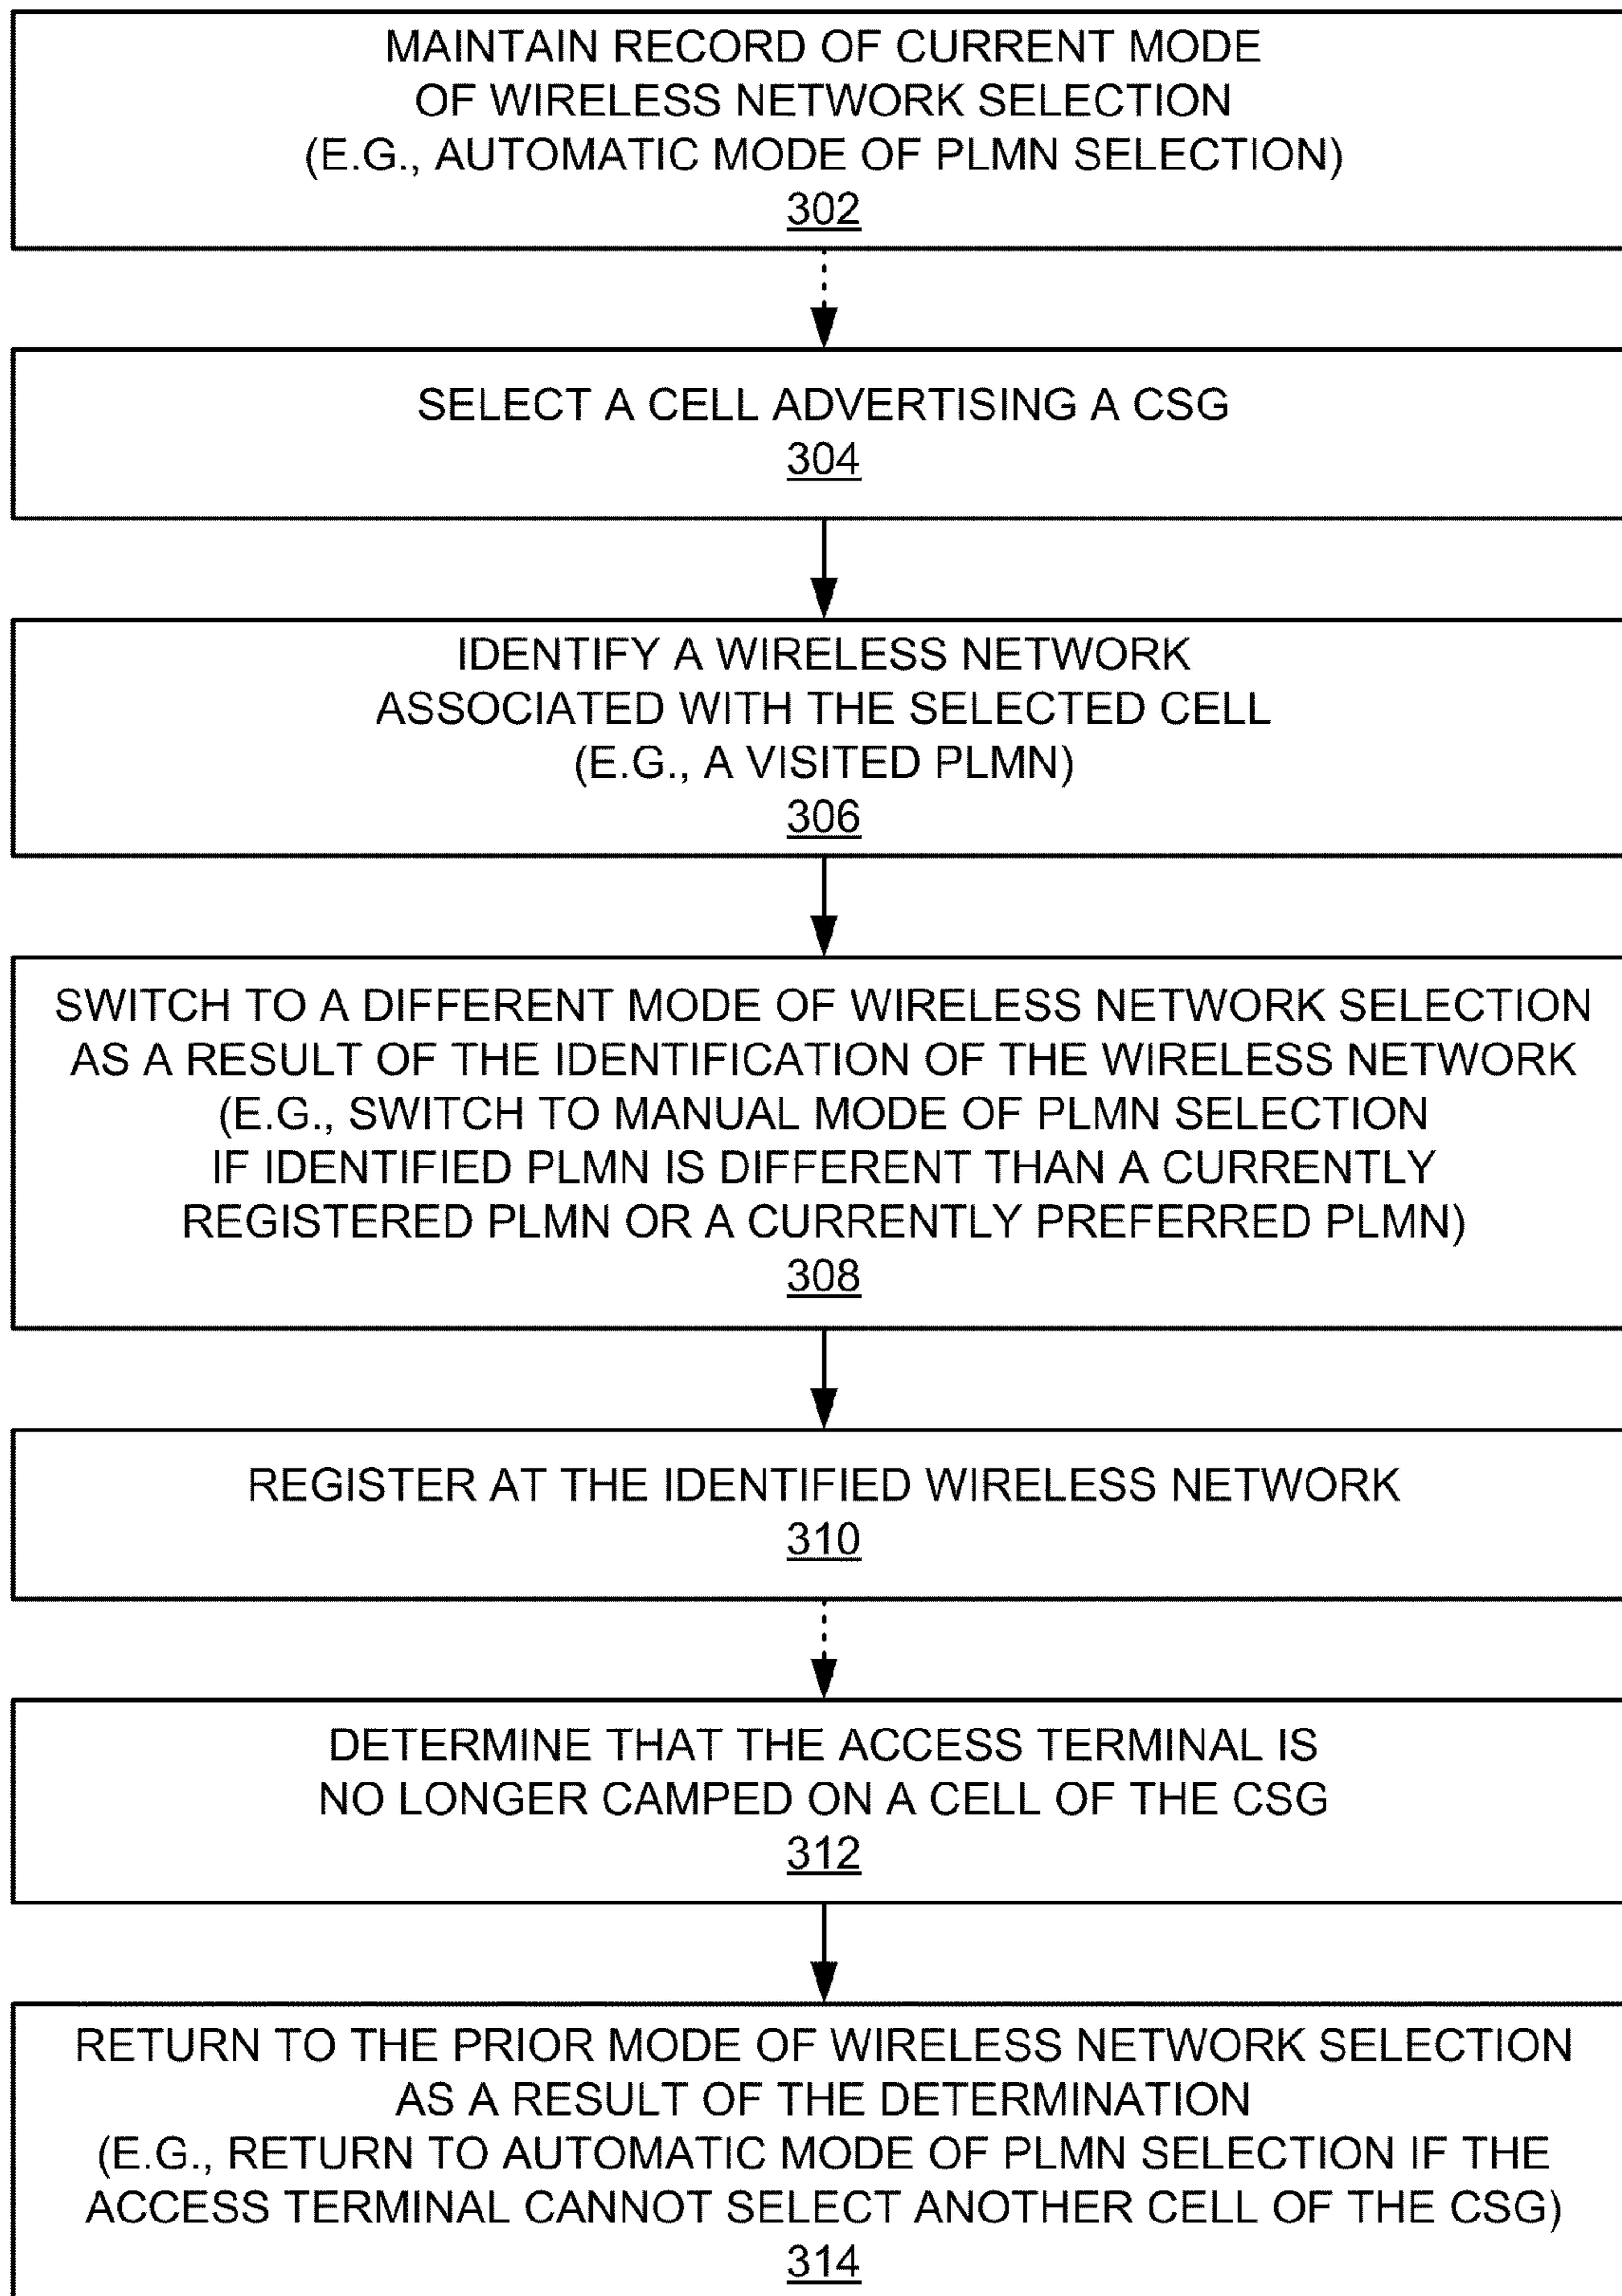 MAINTAIN RECORD OF CURRENT MODE
OF WIRELESS NETWORK SELECTION
(E.G., AUTOMATIC MODE OF PLMN SELECTION)
302
SELECT A CELL ADVERTISING A CSG
304
IDENTIFY A WIRELESS NETWORK
ASSOCIATED WITH THE SELECTED CELL
(E.G., A VISITED PLMN)
306
SWITCH TO A DIFFERENT MODE OF WIRELESS NETWORK SELECTION
AS A RESULT OF THE IDENTIFICATION OF THE WIRELESS NETWORK
(E.G., SWITCH TO MANUAL MODE OF PLMN SELECTION
IF IDENTIFIED PLMN IS DIFFERENT THAN A CURRENTLY
REGISTERED PLMN OR A CURRENTLY PREFERRED PLMN)
308
REGISTER AT THE IDENTIFIED WIRELESS NETWORK
310
DETERMINE THAT THE ACCESS TERMINAL IS
NO LONGER CAMPED ON A CELL OF THE CSG
312
RETURN TO THE PRIOR MODE OF WIRELESS NETWORK SELECTION
AS A RESULT OF THE DETERMINATION
(E.G., RETURN TO AUTOMATIC MODE OF PLMN SELECTION IF THE
ACCESS TERMINAL CANNOT SELECT ANOTHER CELL OF THE CSG)
314